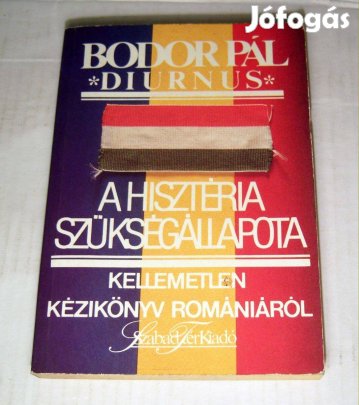 Jófogás
BODOR PÁL
*DIURNUS*
A HISZTÉRIA
SZÜKSÉGÁLLAPOTA
KELLEMETLEN
KÉZIKÖNYV ROMÁNIÁRÓL
Szabad Tér Kiadó